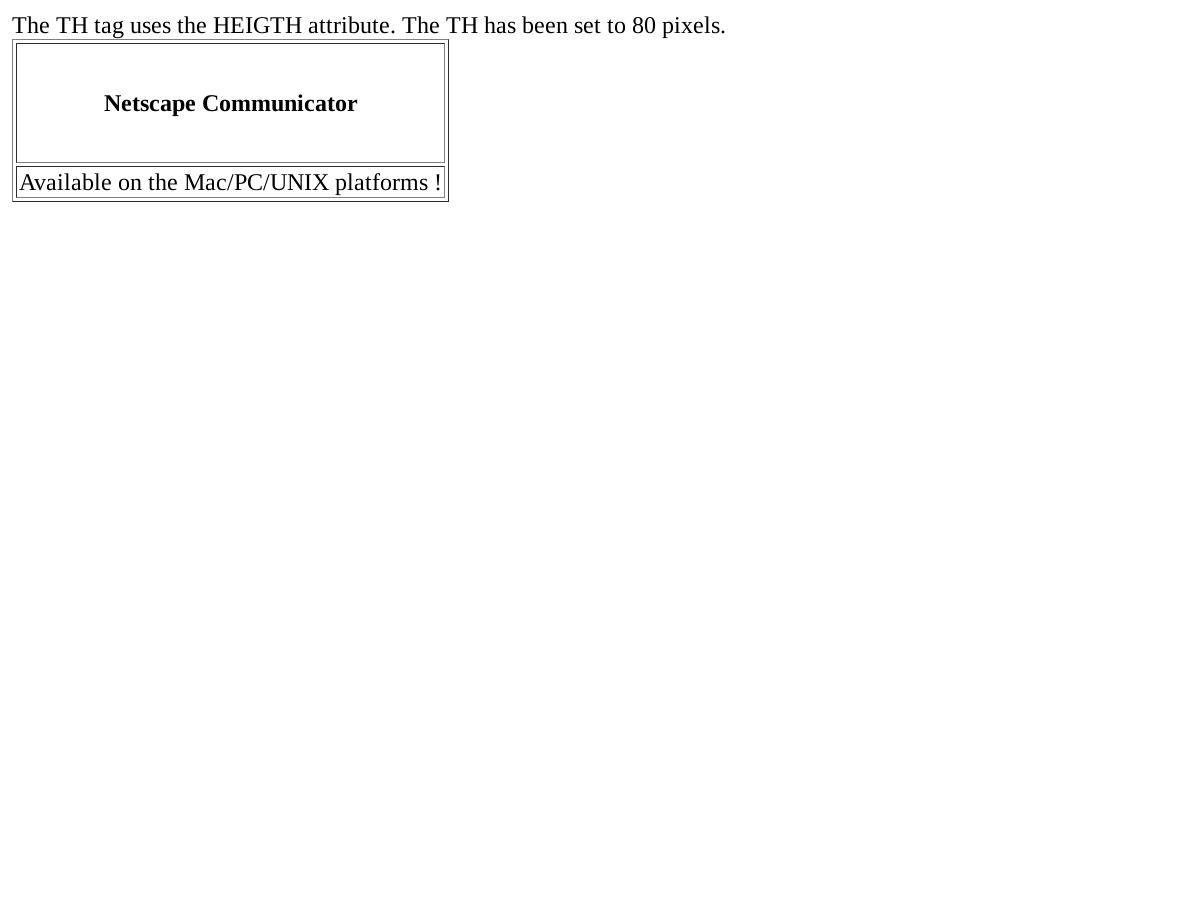 The TH tag uses the HEIGTH attribute. The TH has been set to 80 pixels.
Netscape Communicator
Available on the Mac/PC/UNIX platforms !